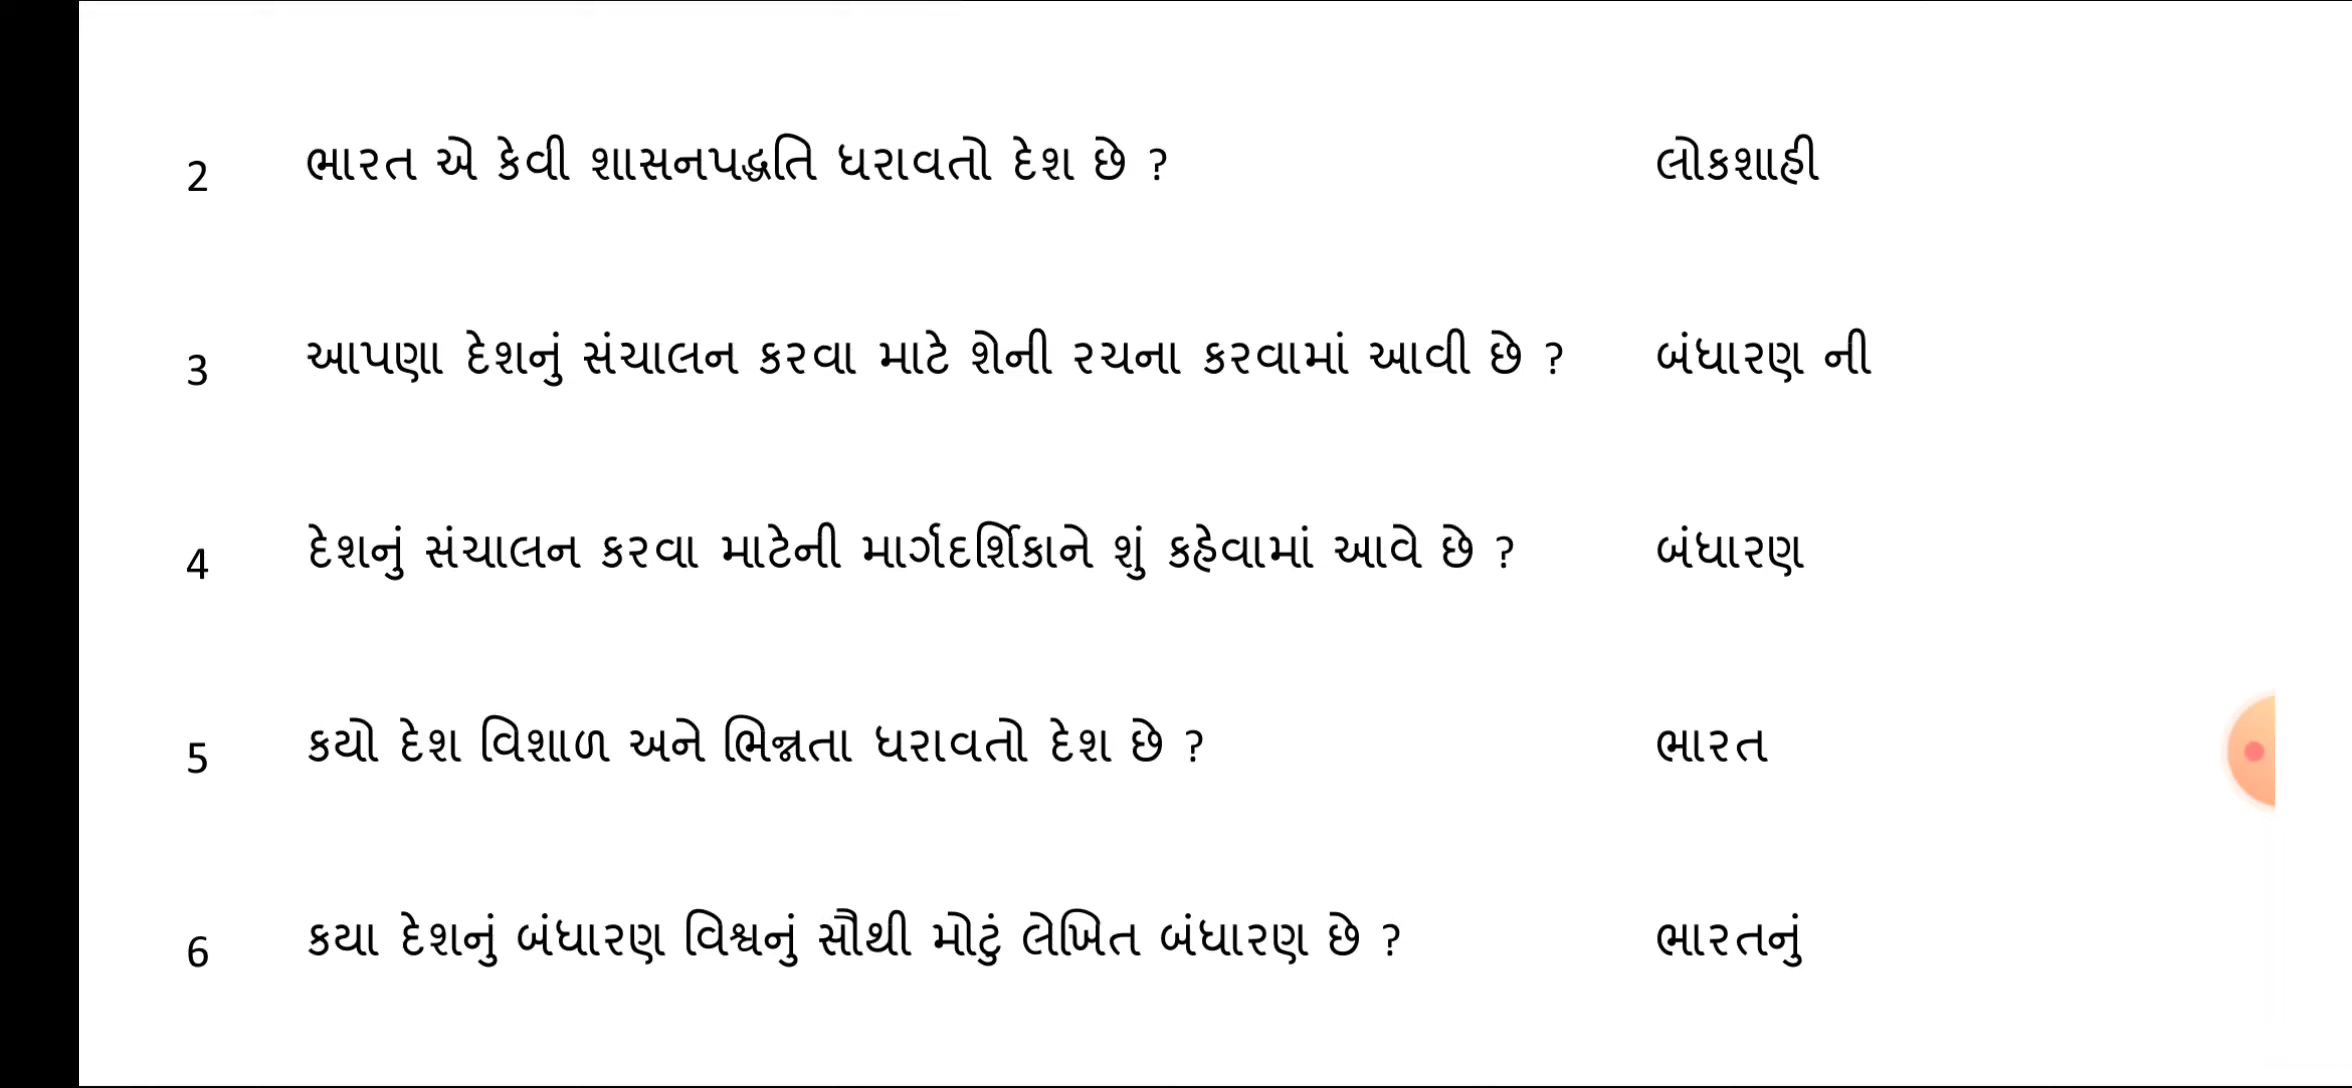 2 ભારત એ કેવી શાસનપદ્ધતિ ધરાવતો દેશ છે ? લોકશાહી
3 આપણા દેશનું સંચાલન કરવા માટે શેની રચના કરવામાં આવી છે ? બંધારણ ની
4 દેશનું સંચાલન કરવા માટેની માર્ગદર્શિકાને શું કહેવામાં આવે છે ? બંધારણ
5 કયો દેશ વિશાળ અને ભિન્નતા ધરાવતો દેશ છે ? ભારત
6 કયા દેશનું બંધારણ વિશ્વનું સૌથી મોટું લેખિત બંધારણ છે ? ભારતનું